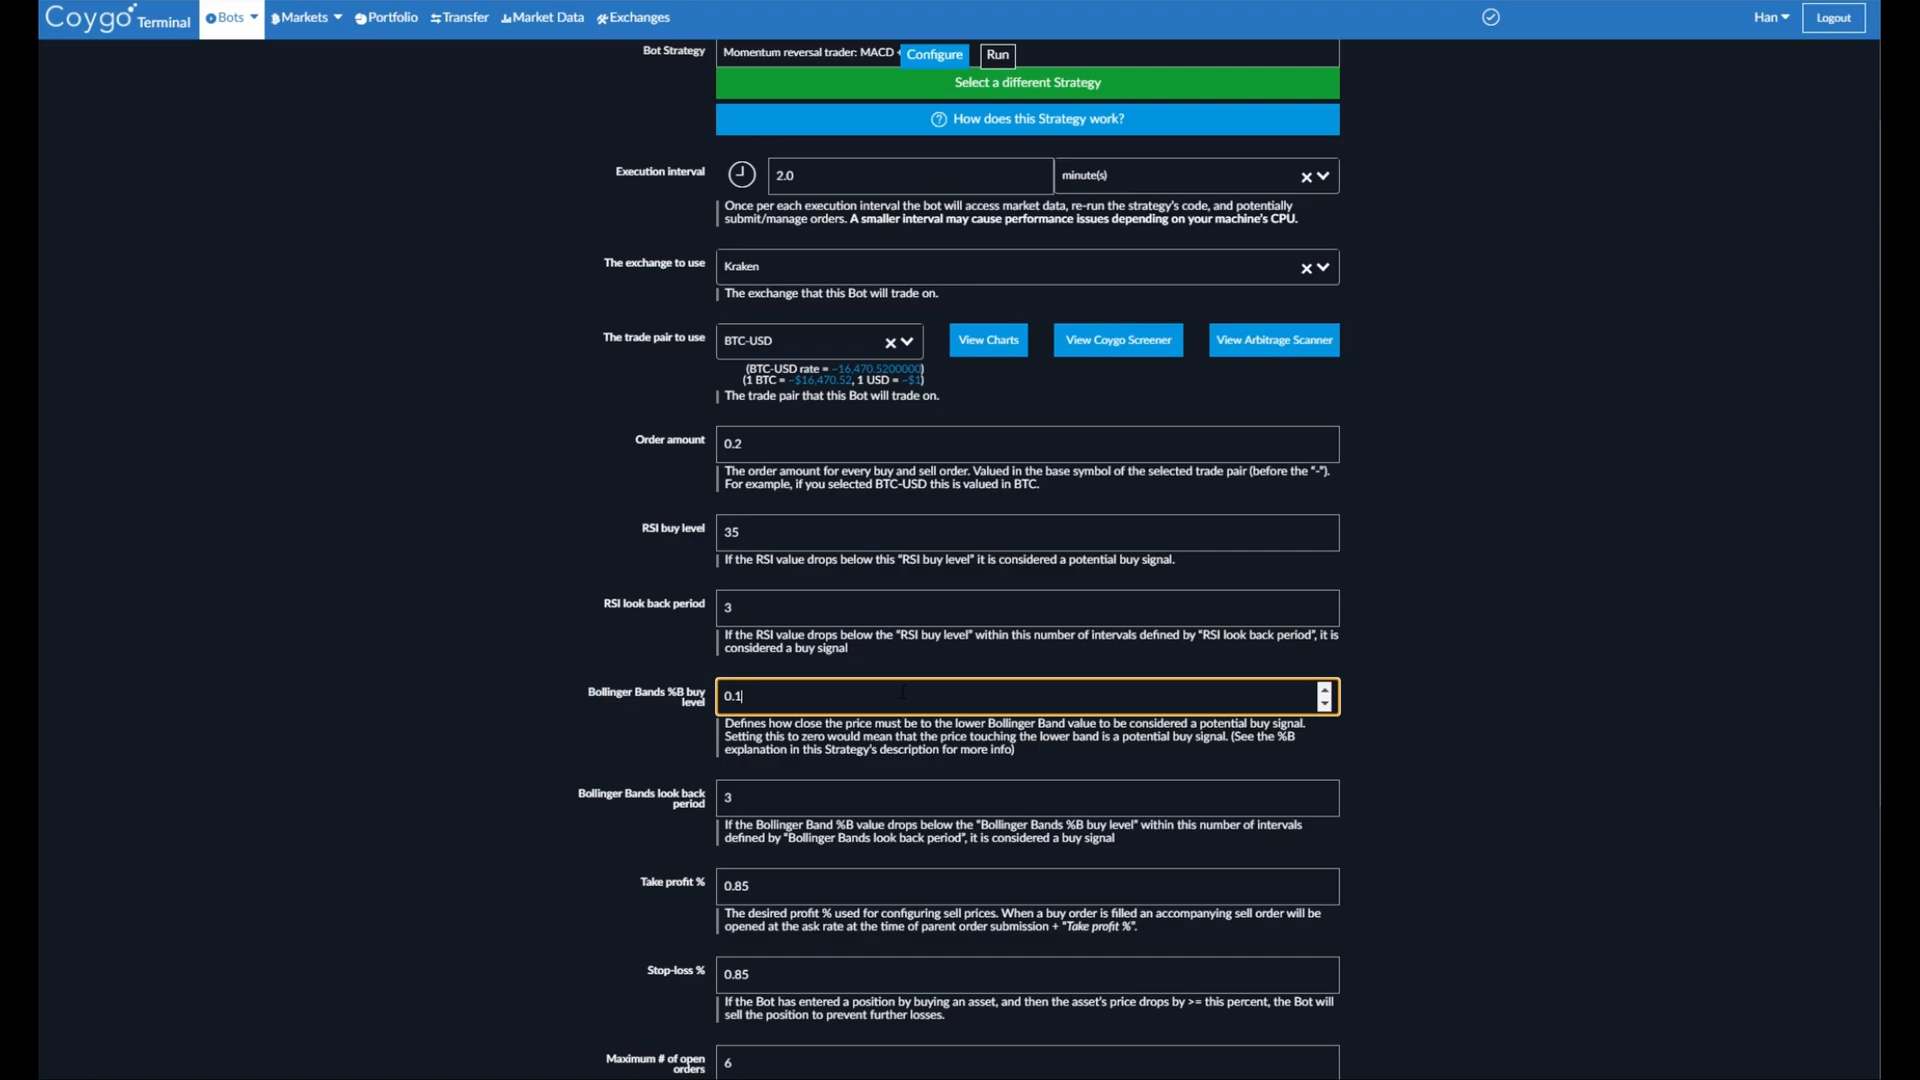 Coygo Terminal
Bots
Markets
Portfolio
Transfer
Market Data
Exchanges
Han
Logout
Bot Strategy
Momentum reversal trader: MACD
Configure
Run
Select a different Strategy
How does this Strategy work?
Execution interval
2.0
minute(s)
Once per each execution interval the bot will access market data, re-run the strategy's code, and potentially
submit/manage orders. A smaller interval may cause performance issues depending on your machine's CPU.
The exchange to use
Kraken
The exchange that this Bot will trade on.
The trade pair to use
BTC-USD
View Charts
View Coygo Screener
View Arbitrage Scanner
(BTC-USD rate = ~16,470.5200000)
(1 BTC = ~$16,470.52, 1 USD = ~$1)
The trade pair that this Bot will trade on.
Order amount
0.2
The order amount for every buy and sell order. Valued in the base symbol of the selected trade pair (before the "-").
For example, if you selected BTC-USD this is valued in BTC.
RSI buy level
35
If the RSI value drops below this "RSI buy level" it is considered a potential buy signal.
RSI look back period
3
If the RSI value drops below the "RSI buy level" within this number of intervals defined by "RSI look back period", it is
considered a buy signal
Bollinger Bands %B buy
level
0.1
Defines how close the price must be to the lower Bollinger Band value to be considered a potential buy signal.
Setting this to zero would mean that the price touching the lower band is a potential buy signal. (See the %B
explanation in this Strategy's description for more info)
Bollinger Bands look back
period
3
If the Bollinger Band %B value drops below the "Bollinger Bands %B buy level" within this number of intervals
defined by "Bollinger Bands look back period", it is considered a buy signal
Take profit %
0.85
The desired profit % used for configuring sell prices. When a buy order is filled an accompanying sell order will be
opened at the ask rate at the time of parent order submission + "Take profit %".
Stop-loss %
0.85
If the Bot has entered a position by buying an asset, and then the asset's price drops by >= this percent, the Bot will
sell the position to prevent further losses.
Maximum # of open
orders
6